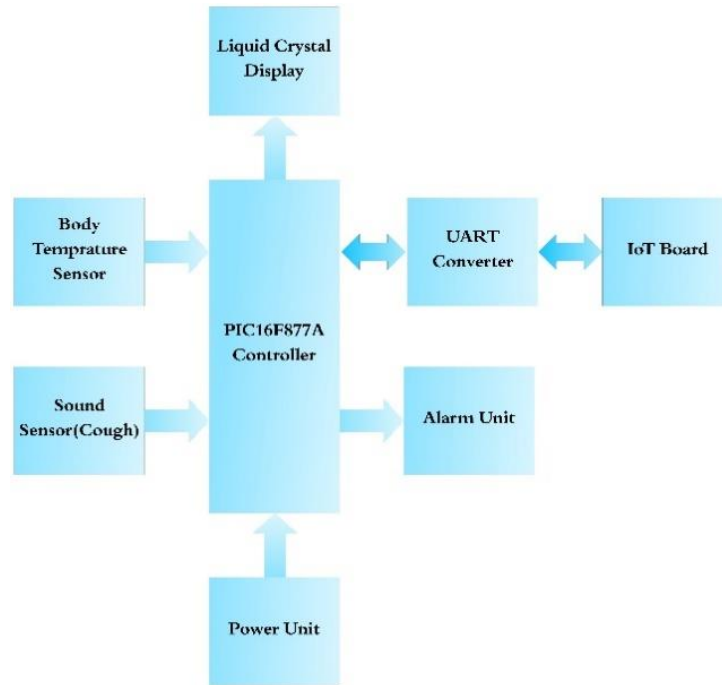 Liquid Crystal
Display
Body
Temprature
Sensor
UART
Converter
IoT Board
PIC16F877A
Controller
Sound
Sensor(Cough)
Alarm Unit
Power Unit